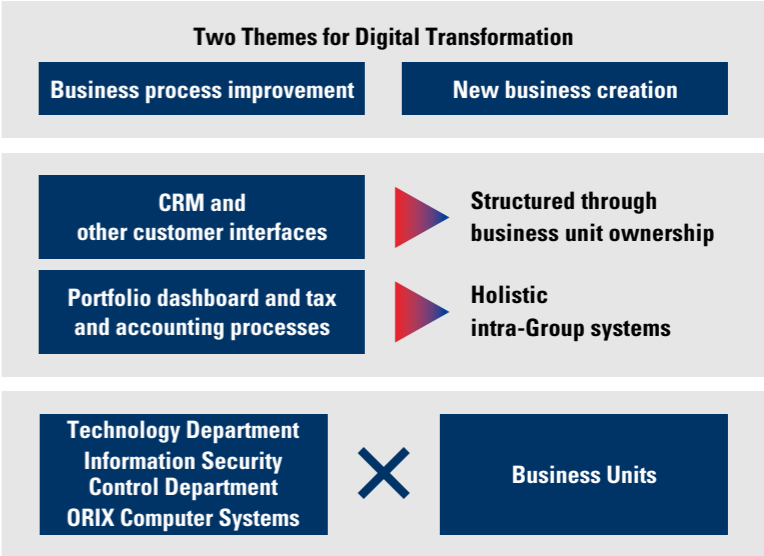 Two Themes for Digital Transformation
Business process improvement
New business creation
CRM and
other customer interfaces
Structured through
business unit ownership
Portfolio dashboard and tax
and accounting processes
Holistic
intra-Group systems
Technology Department
Information Security
Control Department
ORIX Computer Systems
Business Units